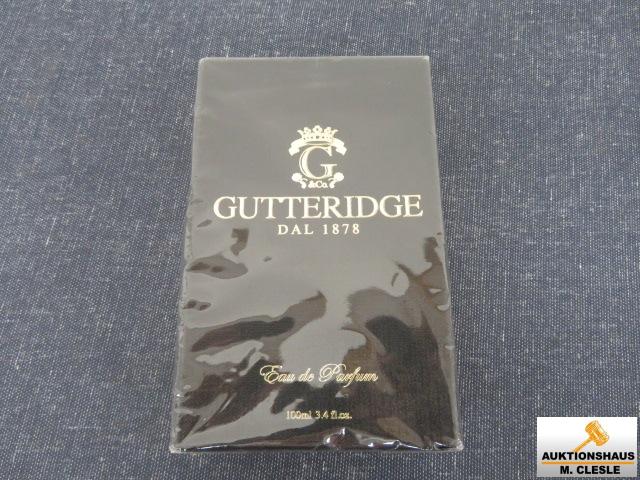 G
&Co.
GUTTERIDGE
DAL 1878
Eau de Parfum
100ml 3.4 fl.oz.
AUKTIONSHAUS
M. CLESLE